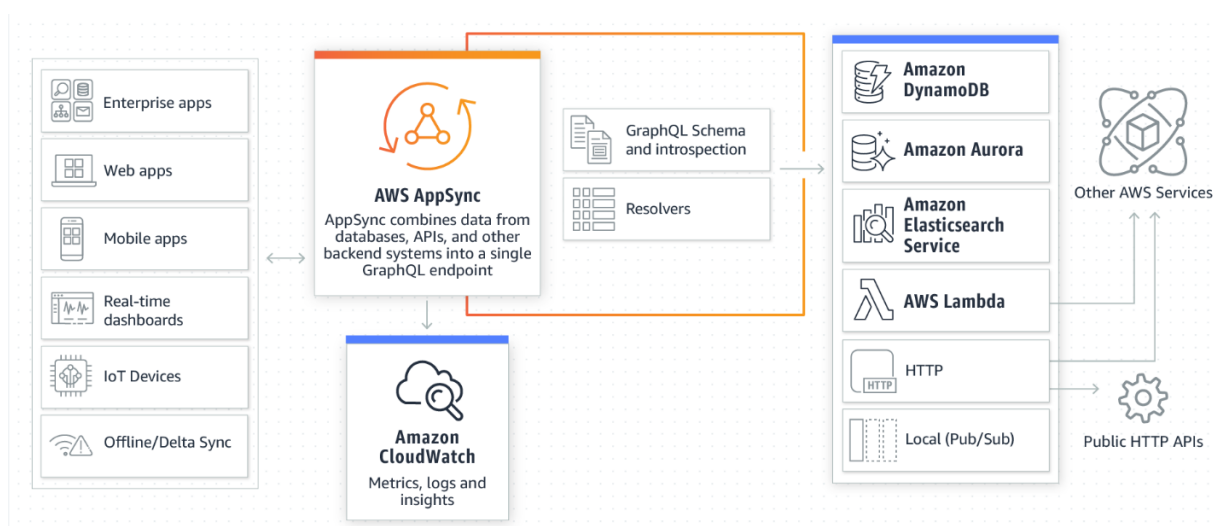 Enterprise apps
Web apps
Mobile apps
Real-time
dashboards
IoT Devices
Offline/Delta Sync
AWS AppSync
AppSync combines data from
databases, APIs, and other
backend systems into a single
GraphQL endpoint
Amazon
CloudWatch
Metrics, logs and
insights
GraphQL Schema
and introspection
Resolvers
Amazon
DynamoDB
Amazon Aurora
Amazon
Elasticsearch
Service
AWS Lambda
HTTP
HTTP
Local (Pub/Sub)
Other AWS Services
Public HTTP APIs